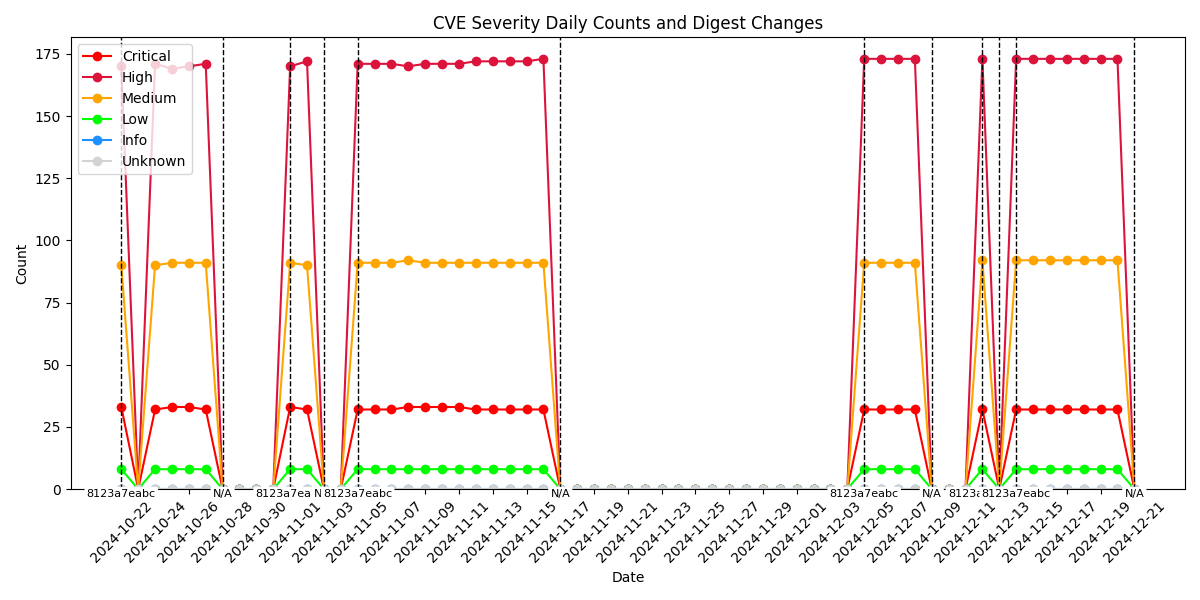 CVE Severity Daily Counts and Digest Changes
Critical
High
Medium
Low
Info
Unknown
175
150
125
100
75
50
25
0
Count
8123a7eabc N/A 8123a7ea N 8123a7eabc N/A 8123a7eabc N/A 8123 8123a7eabc N/A
2024-10-22 2024-10-24 2024-10-26 2024-10-28 2024-10-30 2024-11-01 2024-11-03 2024-11-05 2024-11-07 2024-11-09 2024-11-11 2024-11-13 2024-11-15 2024-11-17 2024-11-19 2024-11-21 2024-11-23 2024-11-25 2024-11-27 2024-11-29 2024-12-01 2024-12-03 2024-12-05 2024-12-07 2024-12-09 2024-12-11 2024-12-13 2024-12-15 2024-12-17 2024-12-19 2024-12-21
Date